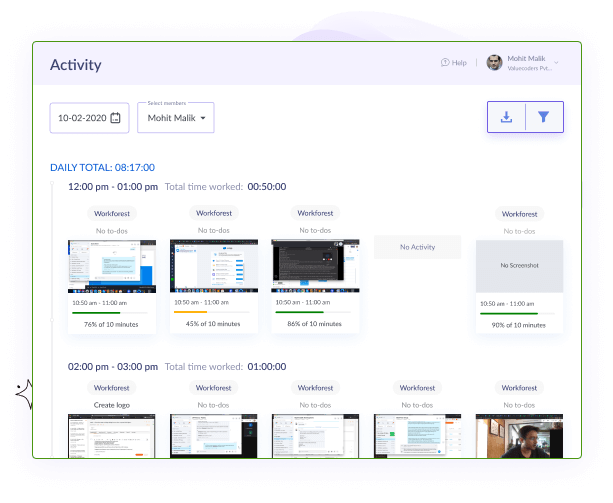 Activity
Help
Mohit Malik
Valuecoders Pvt...
10-02-2020
Select members
Mohit Malik
DAILY TOTAL: 08:17:00
12:00 pm - 01:00 pm Total time worked: 00:50:00
Workforest Workforest Workforest Workforest
No to-dos No to-dos No to-dos No to-dos
No Activity
No Screenshot
10:50 am - 11:00 am 10:50 am - 11:00 am 10:50 am - 11:00 am 10:50 am - 11:00 am
76% of 10 minutes 45% of 10 minutes 86% of 10 minutes 90% of 10 minutes
02:00 pm - 03:00 pm Total time worked: 01:00:00
Workforest Workforest Workforest Workforest Workforest
Create logo No to-dos No to-dos No to-dos No to-dos